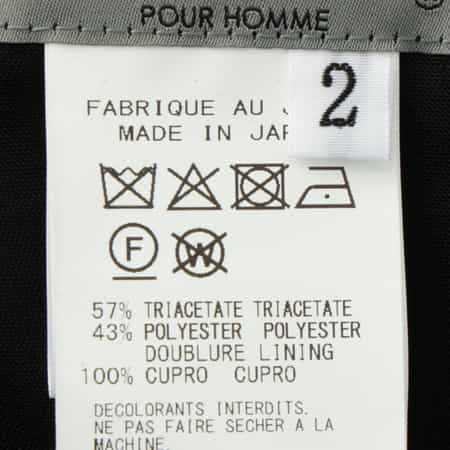 POUR HOMME
2
FABRIQUE AU
MADE IN
F
W
57% TRIACETATE TRIACETATE
43% POLYESTER POLYESTER
DOUBLURE LINING
100% CUPRO CUPRO
DECOLORANTS INTERDITS.
NE PAS FAIRE SECHER A LA
MACHINE.